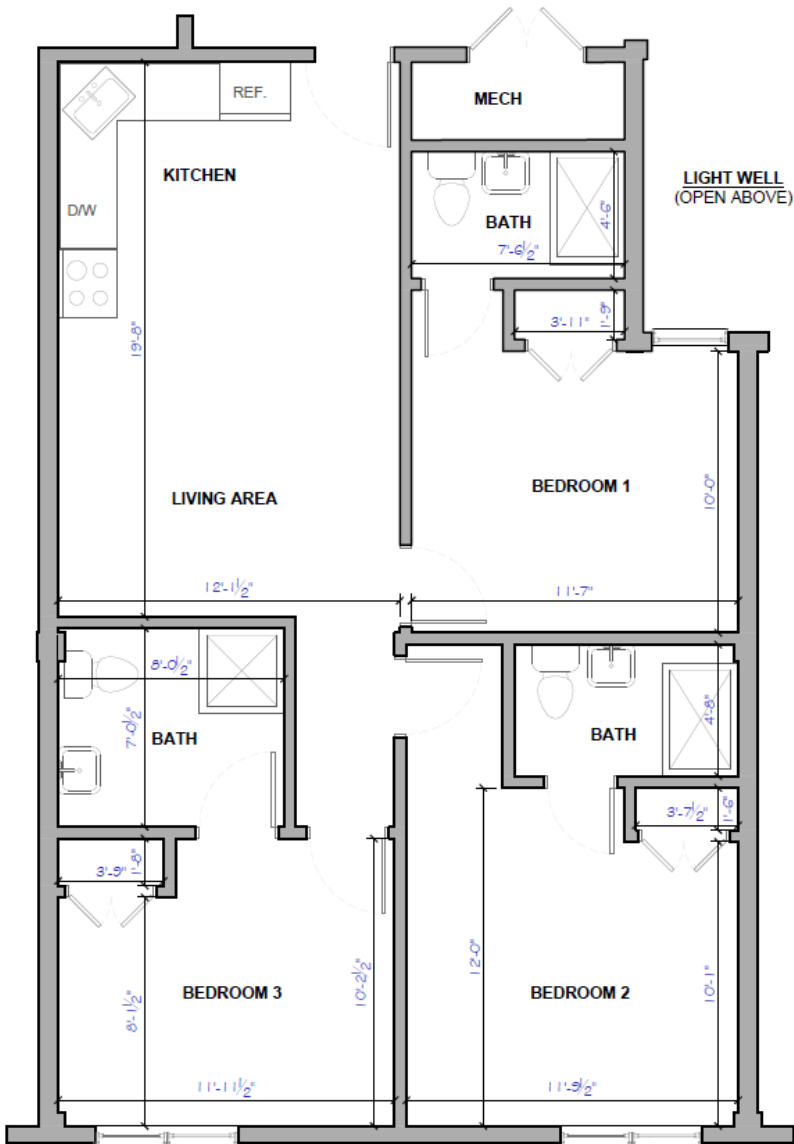 REF.
MECH
KITCHEN
LIGHT WELL
(OPEN ABOVE)
D/W
BATH
4'-6"
7'-6½"
3'-11"
1'-9"
19'-8"
BEDROOM 1
LIVING AREA
10'-0"
12'-1½"
11'-7"
8'-0½"
7'-0½"
BATH
BATH
4'-8"
3'-7½"
1'-6"
3'-9"
1'-8"
12'-0"
10'-2½"
BEDROOM 3
BEDROOM 2
8'-1½"
10'-1"
11'-11½"
11'-9½"